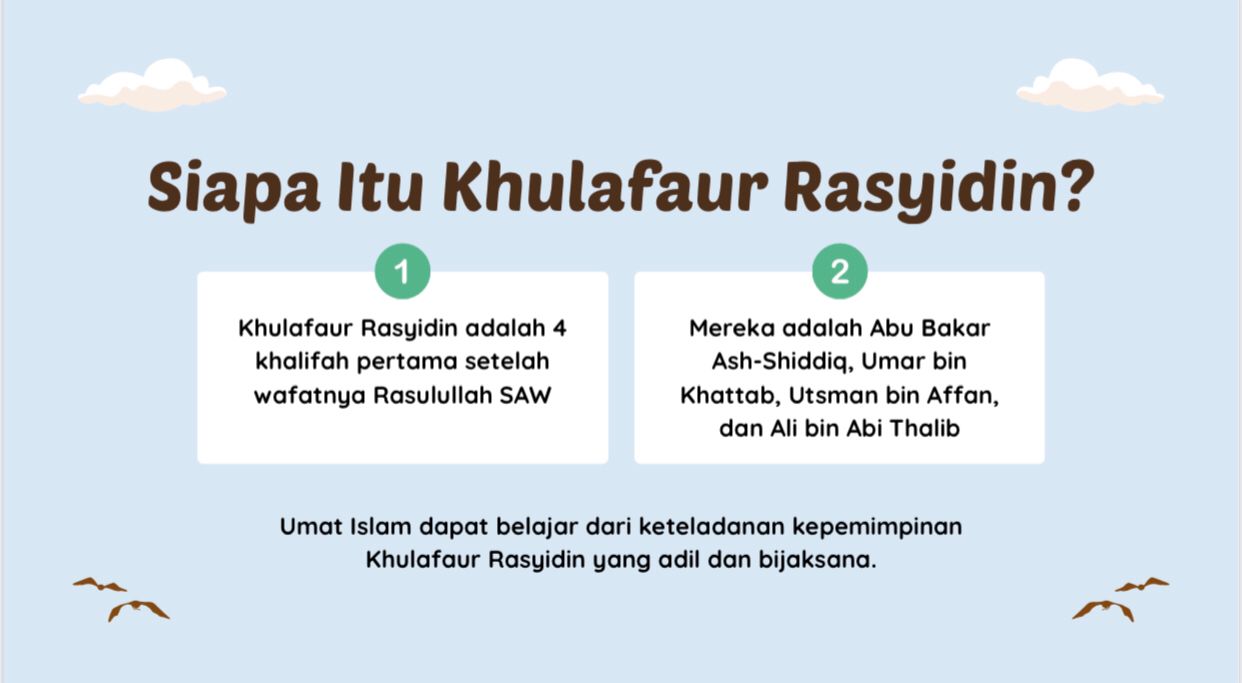 Siapa Itu Khulafaur Rasyidin?
1
Khulafaur Rasyidin adalah 4
khalifah pertama setelah
wafatnya Rasulullah SAW
2
Mereka adalah Abu Bakar
Ash-Shiddiq, Umar bin
Khattab, Utsman bin Affan,
dan Ali bin Abi Thalib
Umat Islam dapat belajar dari keteladanan kepemimpinan
Khulafaur Rasyidin yang adil dan bijaksana.